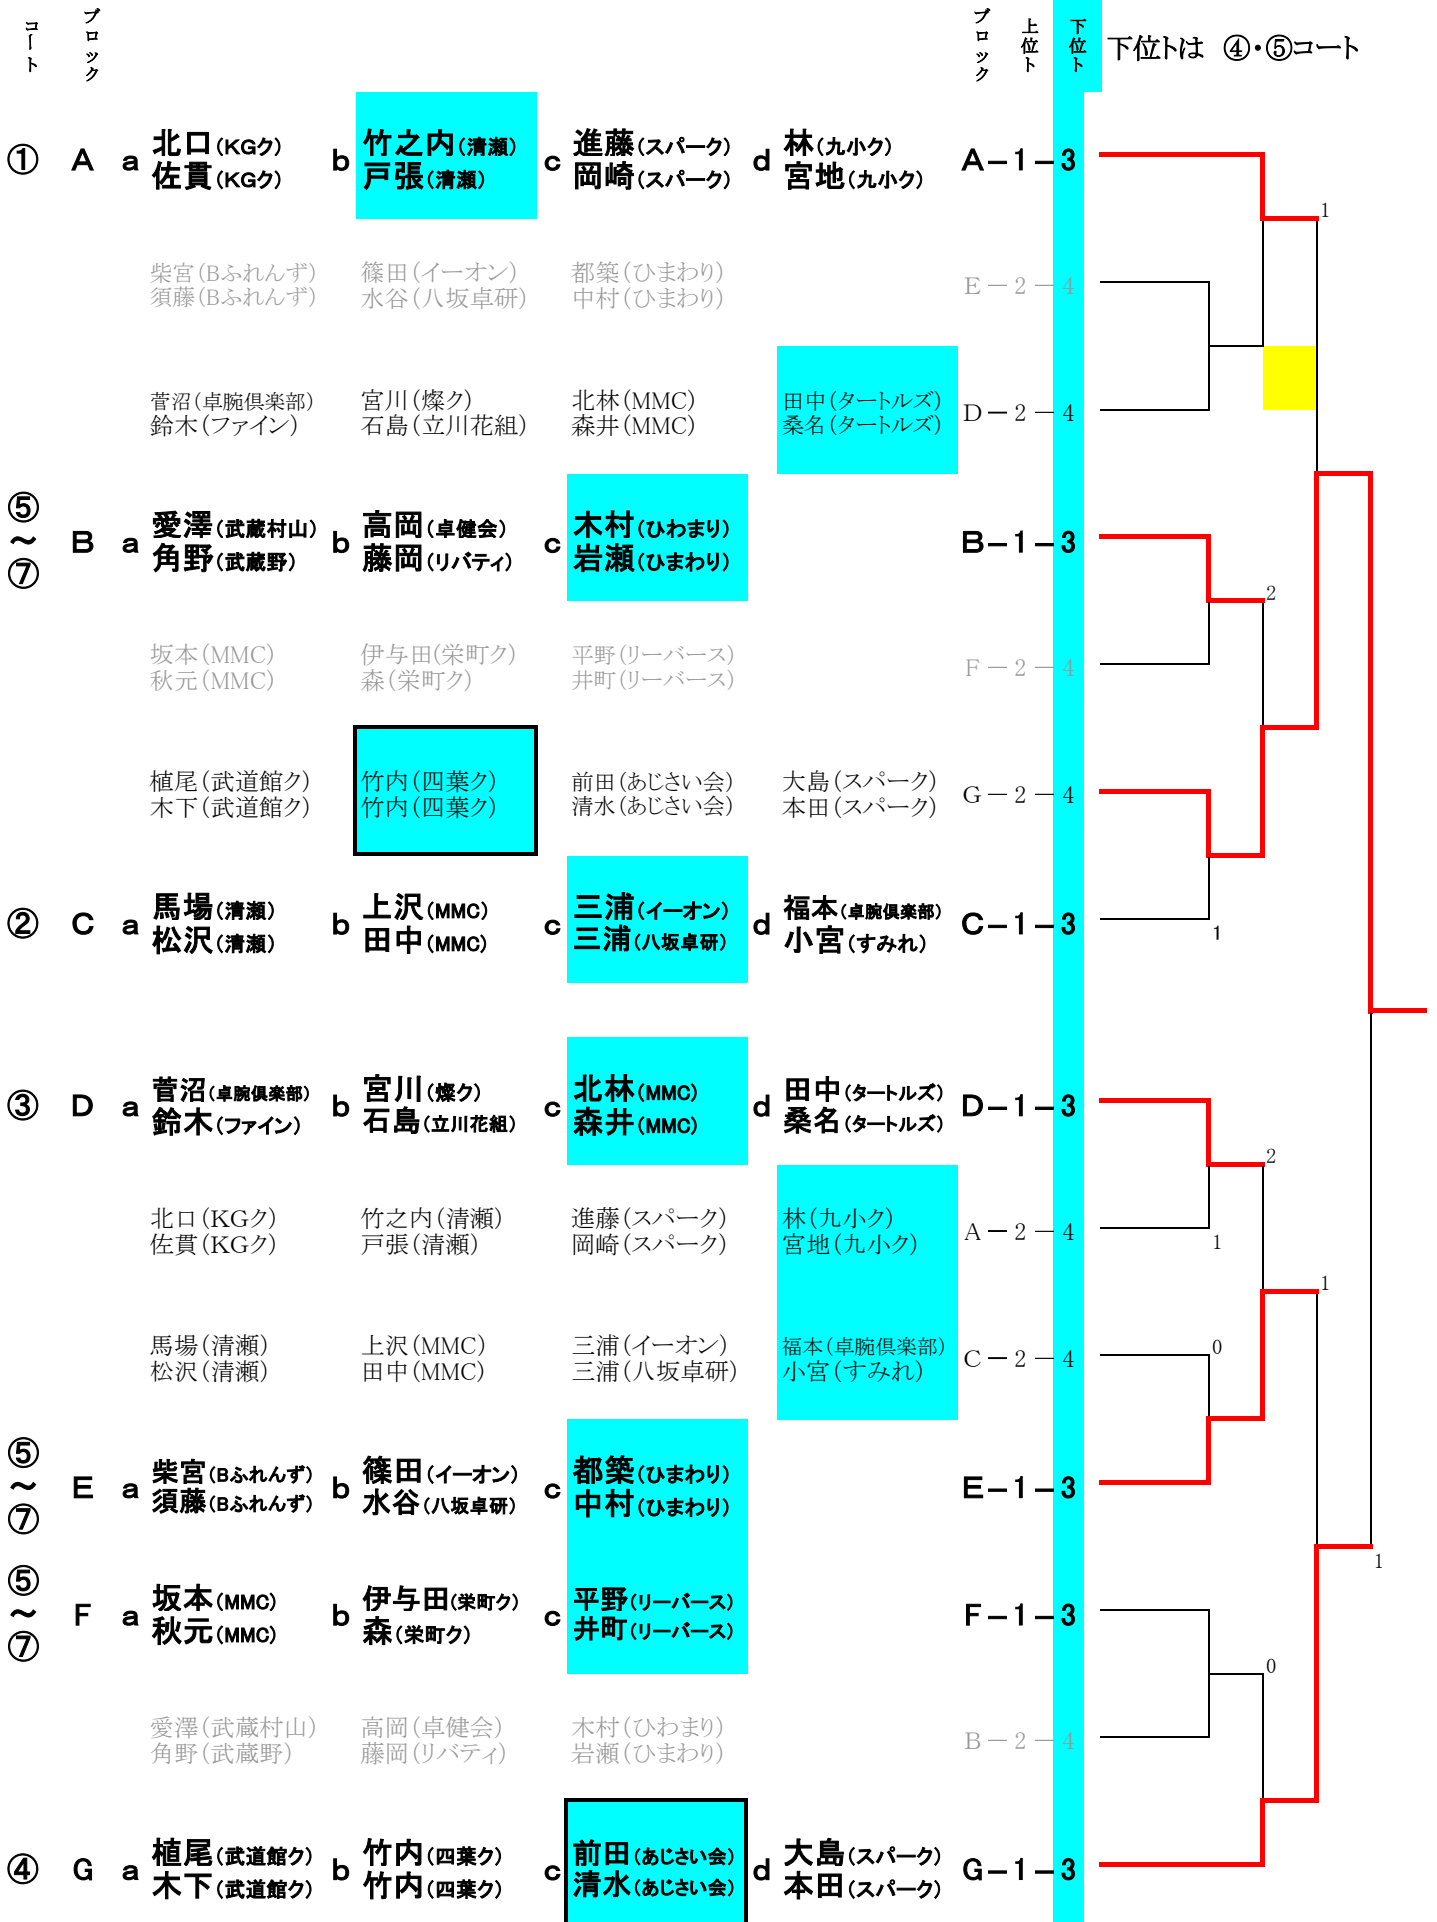 コート ブロック ブロック 上位ト 下位ト 下位トは ④・⑤コート
① A a 北口(KGク) b 竹之内(清瀬) c 進藤(スパーク) d 林(九小ク) A-1-3
佐貫(KGク) 戸張(清瀬) 岡崎(スパーク) 宮地(九小ク)
1
柴宮(Bふれんず) 篠田(イーオン) 都築(ひまわり) E-2-4
須藤(Bふれんず) 水谷(八坂卓研) 中村(ひまわり)
菅沼(卓腕倶楽部) 宮川(燦ク) 北林(MMC) 田中(タートルズ) D-2-4
鈴木(ファイン) 石島(立川花組) 森井(MMC) 桑名(タートルズ)
⑤~⑦ B a 愛澤(武蔵村山) b 高岡(卓健会) c 木村(ひわまり) B-1-3
角野(武蔵野) 藤岡(リバティ) 岩瀬(ひまわり)
2
坂本(MMC) 伊与田(栄町ク) 平野(リーバース) F-2-4
秋元(MMC) 森(栄町ク) 井町(リーバース)
植尾(武道館ク) 竹内(四葉ク) 前田(あじさい会) 大島(スパーク) G-2-4
木下(武道館ク) 竹内(四葉ク) 清水(あじさい会) 本田(スパーク)
② C a 馬場(清瀬) b 上沢(MMC) c 三浦(イーオン) d 福本(卓腕倶楽部) C-1-3
松沢(清瀬) 田中(MMC) 三浦(八坂卓研) 小宮(すみれ)
1
③ D a 菅沼(卓腕倶楽部) b 宮川(燦ク) c 北林(MMC) d 田中(タートルズ) D-1-3
鈴木(ファイン) 石島(立川花組) 森井(MMC) 桑名(タートルズ)
2
北口(KGク) 竹之内(清瀬) 進藤(スパーク) 林(九小ク) A-2-4
佐貫(KGク) 戸張(清瀬) 岡崎(スパーク) 宮地(九小ク)
1
1
馬場(清瀬) 上沢(MMC) 三浦(イーオン) 福本(卓腕倶楽部) C-2-4
松沢(清瀬) 田中(MMC) 三浦(八坂卓研) 小宮(すみれ)
0
⑤~⑦ E a 柴宮(Bふれんず) b 篠田(イーオン) c 都築(ひまわり) E-1-3
須藤(Bふれんず) 水谷(八坂卓研) 中村(ひまわり)
1
⑤~⑦ F a 坂本(MMC) b 伊与田(栄町ク) c 平野(リーバース) F-1-3
秋元(MMC) 森(栄町ク) 井町(リーバース)
0
愛澤(武蔵村山) 高岡(卓健会) 木村(ひわまり) B-2-4
角野(武蔵野) 藤岡(リバティ) 岩瀬(ひまわり)
④ G a 植尾(武道館ク) b 竹内(四葉ク) c 前田(あじさい会) d 大島(スパーク) G-1-3
木下(武道館ク) 竹内(四葉ク) 清水(あじさい会) 本田(スパーク)